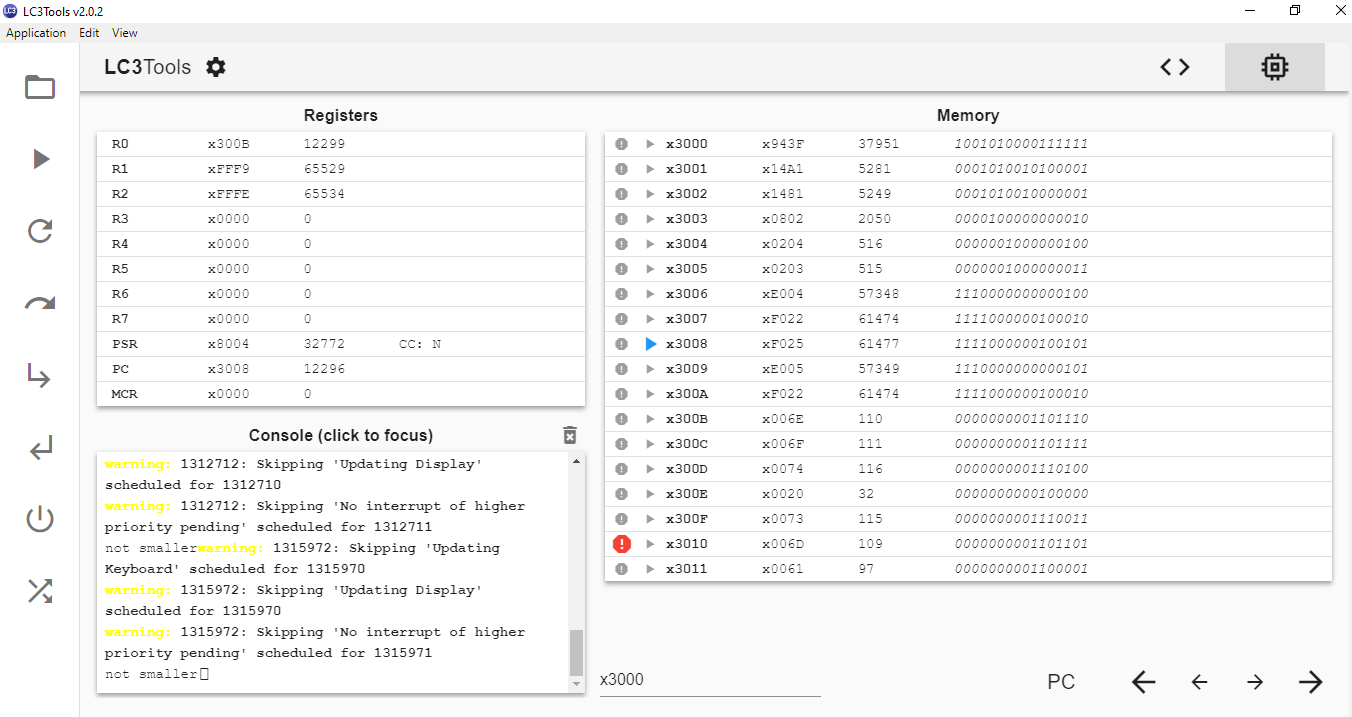 LC3 LC3Tools v2.0.2
Application Edit View
LC3Tools
Registers
R0 x300B 12299
R1 xFFF9 65529
R2 xFFFE 65534
R3 x0000 0
R4 x0000 0
R5 x0000 0
R6 x0000 0
R7 x0000 0
PSR x8004 32772 CC: N
PC x3008 12296
MCR x0000 0
Console (click to focus)
warning: 1312712: Skipping 'Updating Display'
scheduled for 1312710
warning: 1312712: Skipping 'No interrupt of higher
priority pending' scheduled for 1312711
not smallerwarning: 1315972: Skipping 'Updating
Keyboard' scheduled for 1315970
warning: 1315972: Skipping 'Updating Display'
scheduled for 1315970
warning: 1315972: Skipping 'No interrupt of higher
priority pending' scheduled for 1315971
not smaller
Memory
x3000 x943F 37951 1001010000111111
x3001 x14A1 5281 0001010010100001
x3002 x1481 5249 0001010010000001
x3003 x0802 2050 0000100000000010
x3004 x0204 516 0000001000000100
x3005 x0203 515 0000001000000011
x3006 xE004 57348 1110000000000100
x3007 xF022 61474 1111000000100010
x3008 xF025 61477 1111000000100101
x3009 xE005 57349 1110000000000101
x300A xF022 61474 1111000000100010
x300B x006E 110 0000000001101110
x300C x006F 111 0000000001101111
x300D x0074 116 0000000001110100
x300E x0020 32 0000000000100000
x300F x0073 115 0000000001110011
x3010 x006D 109 0000000001101101
x3011 x0061 97 0000000001100001
x3000
PC